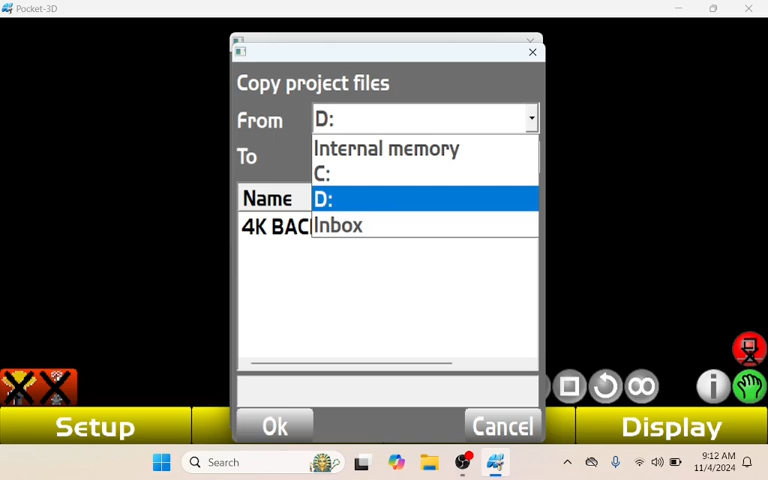 Pocket-3D
Copy project files
From D:
Internal memory
To
C:
Name D:
4K BAC Inbox
Ok Cancel
Setup Display
Search
9:12 AM
11/4/2024